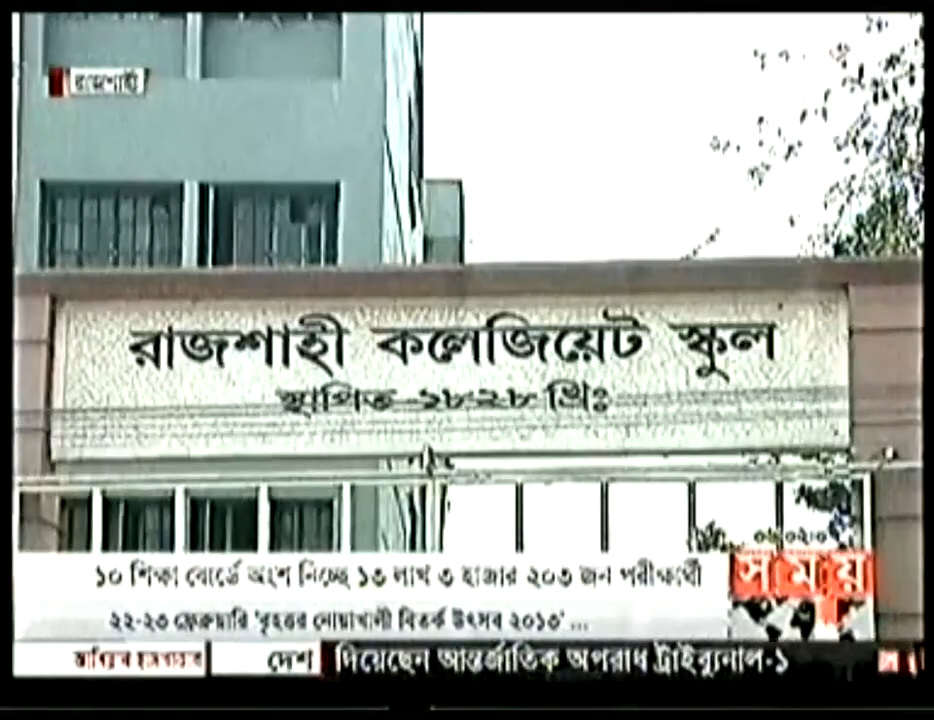 রাজশাহী
রাজশাহী কলেজিয়েট স্কুল
স্থাপিত ১৮২৮ খ্রিঃ
১০ শিক্ষা বোর্ডে অংশ নিচ্ছে ১৩ লাখ ৩ হাজার ২০৩ জন পরীক্ষার্থী
সময়
২২-২৩ ফেব্রুয়ারি 'বৃহত্তর নোয়াখালী বিতর্ক উৎসব ২০১৩' ...
দেশ দিয়েছেন আন্তর্জাতিক অপরাধ ট্রাইব্যুনাল-১